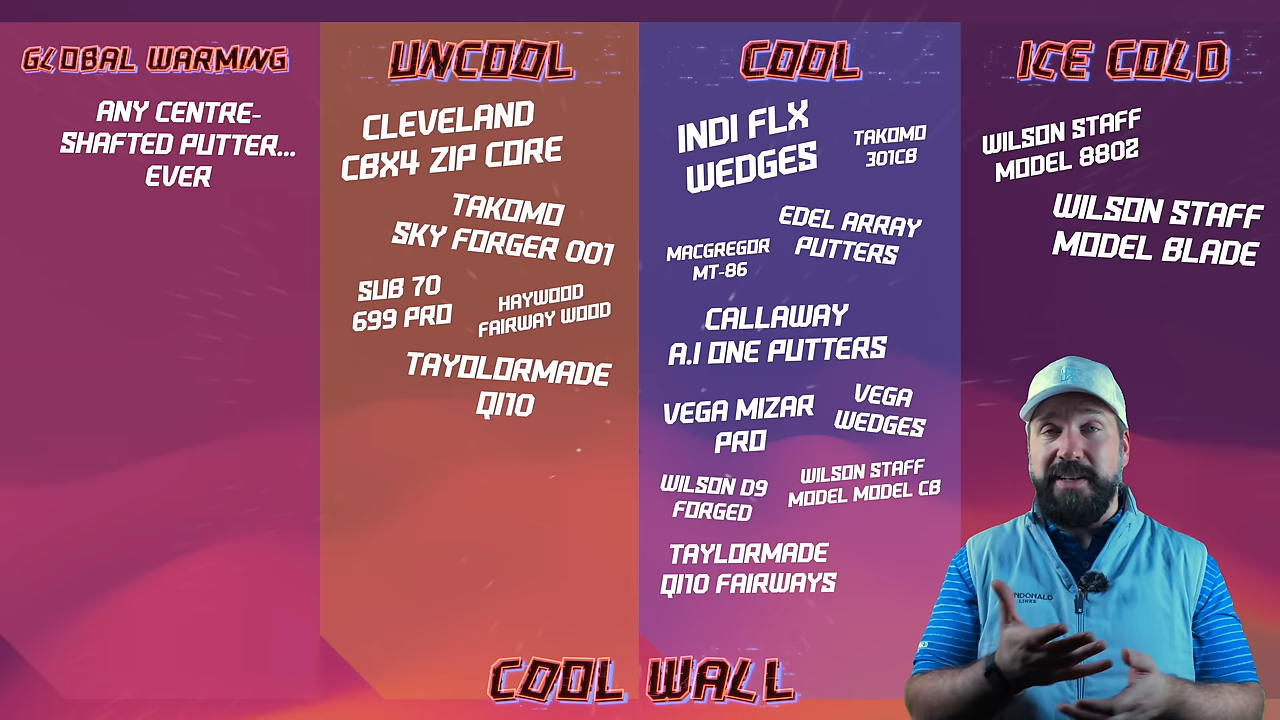 GLOBAL WARMING
ANY CENTRE-
SHAFTED PUTTER...
EVER
UNCOOL
CLEVELAND
CBX4 ZIP CORE
TAKOMO
SKY FORGER 001
SUB 70
699 PRO
HAYWOOD
FAIRWAY WOOD
TAYOLORMADE
QI10
COOL
INDI FLX
WEDGES
TAKOMO
301CB
EDEL ARRAY
PUTTERS
MACGREGOR
MT-86
CALLAWAY
A.I ONE PUTTERS
VEGA MIZAR
PRO
VEGA
WEDGES
WILSON D9
FORGED
WILSON STAFF
MODEL MODEL CB
TAYLORMADE
QI10 FAIRWAYS
ICE COLD
WILSON STAFF
MODEL 8802
WILSON STAFF
MODEL BLADE
NDONALD
LINKS
COOL WALL